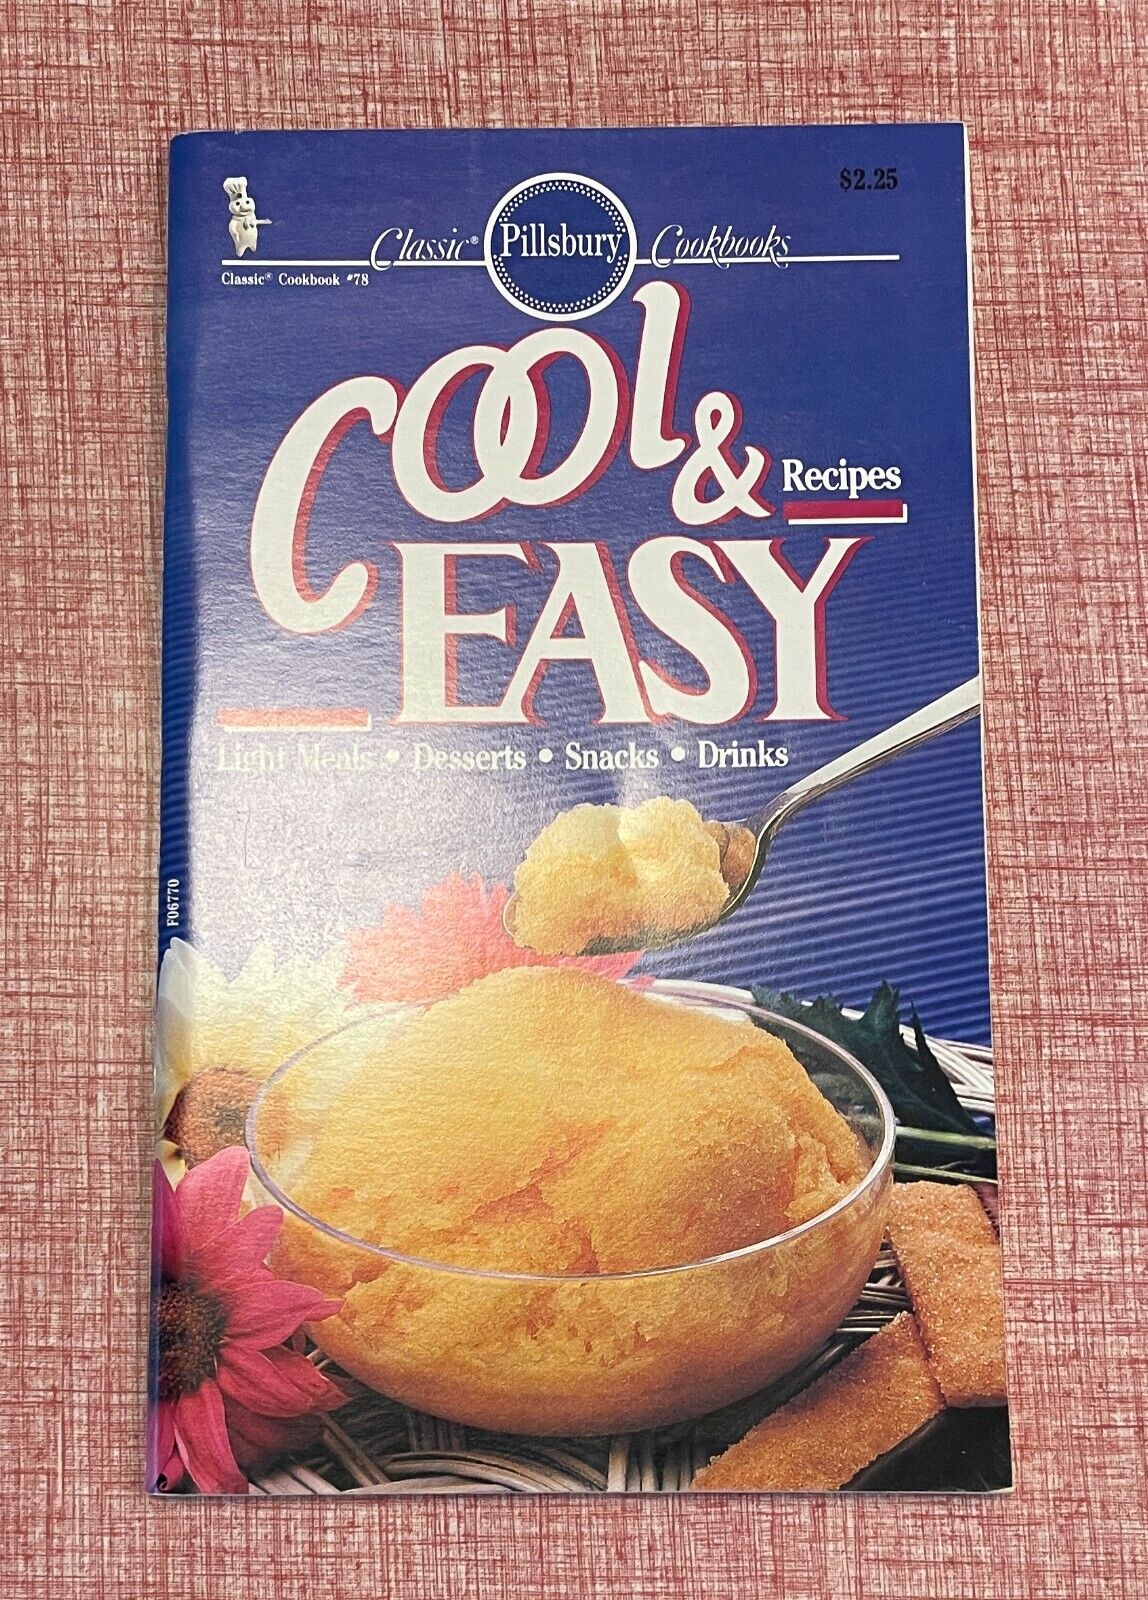 $2.25
Classic® Pillsbury Cookbooks
Classic® Cookbook #78
Cool &
Recipes
EASY
Light Meals • Desserts • Snacks • Drinks
F06770